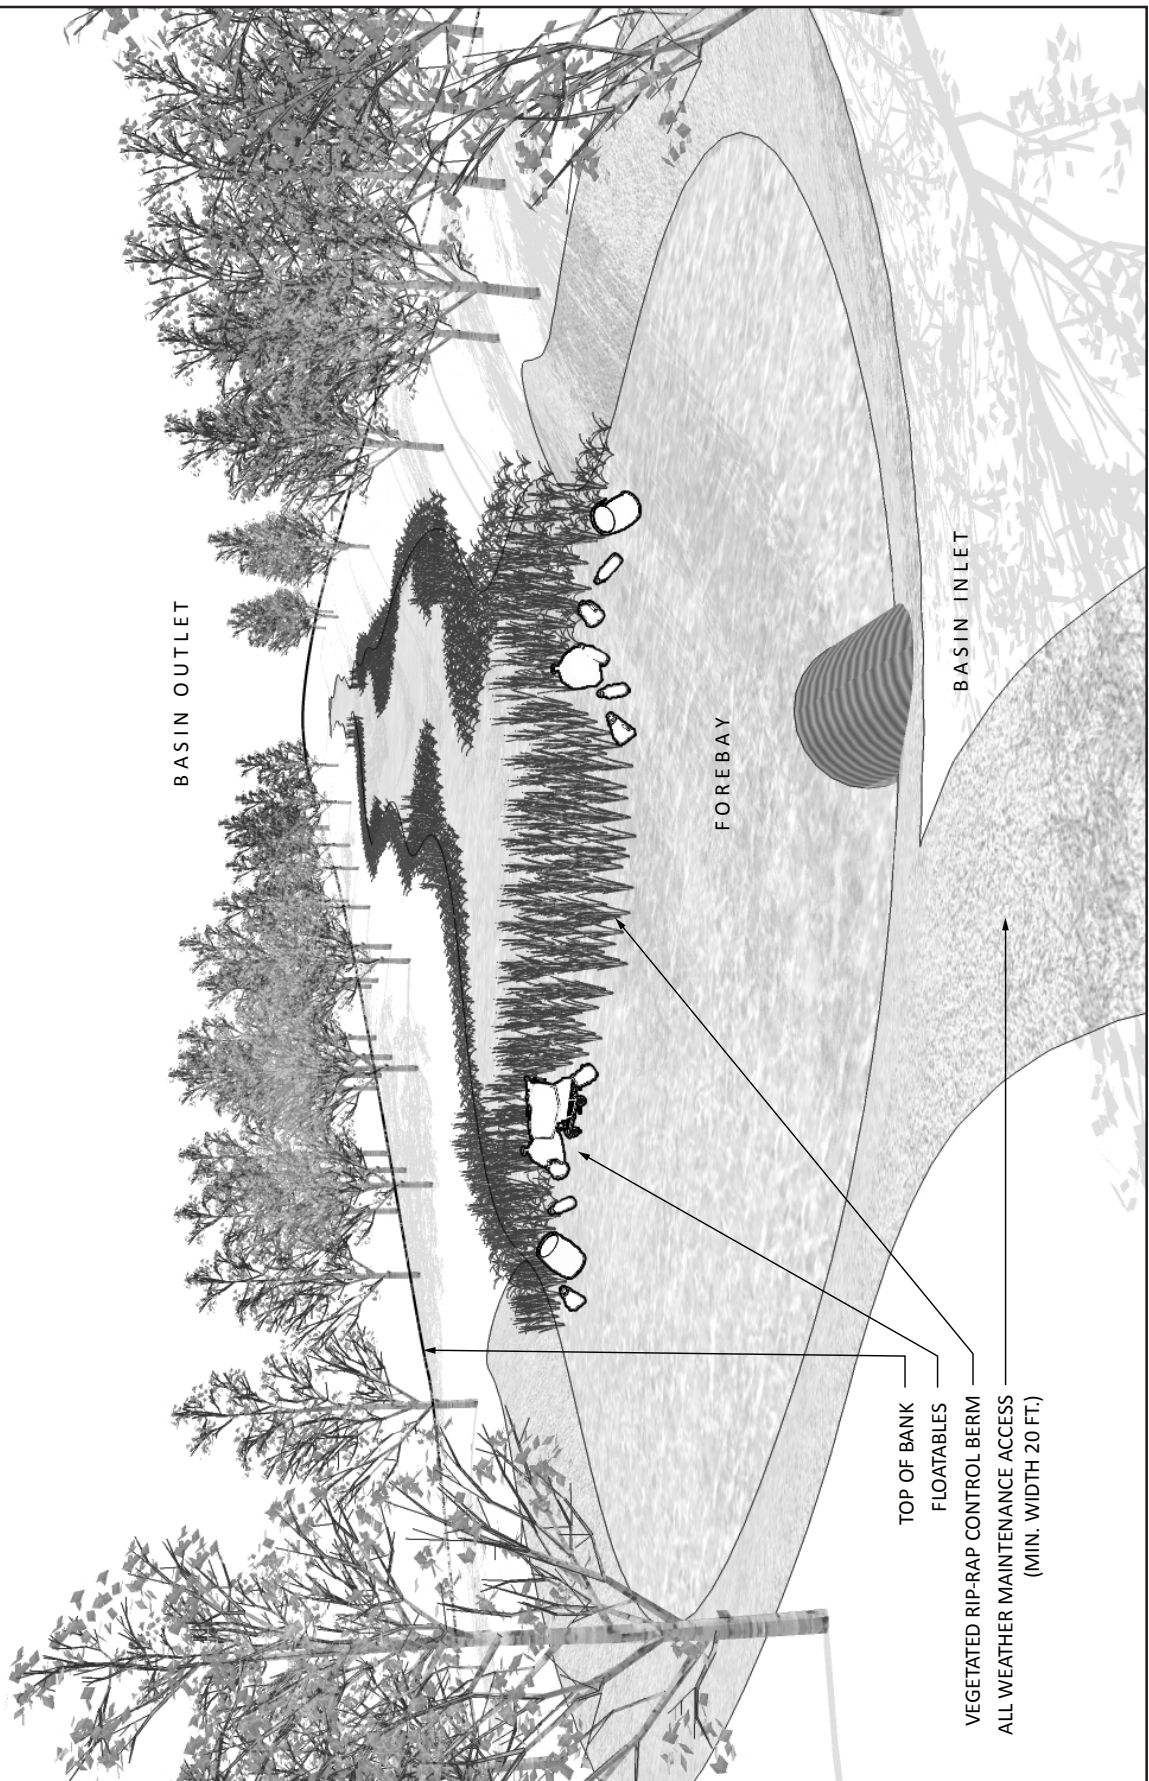 BASIN OUTLET
FOREBAY
BASIN INLET
TOP OF BANK
FLOATABLES
VEGETATED RIP-RAP CONTROL BERM
ALL WEATHER MAINTENANCE ACCESS
(MIN. WIDTH 20 FT.)